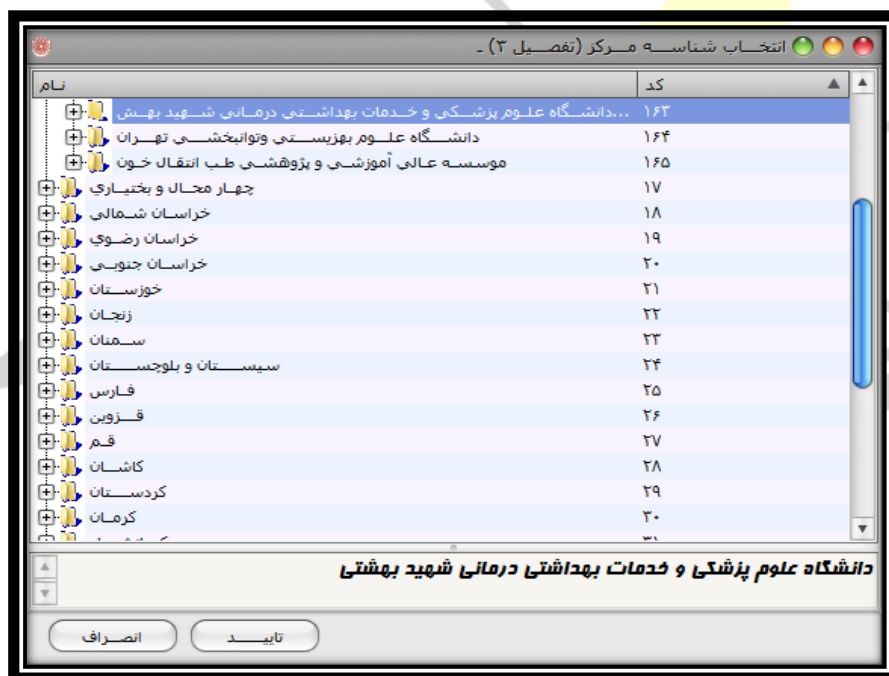 انتخاب شناسه مرکز (تفصیل ۳) ـ
نام کد
دانشگاه علوم پزشکی و خدمات بهداشتی درمانی شهید بهش... ۱۶۳
دانشگاه علوم بهزیستی وتوانبخشی تهران ۱۶۴
موسسه عالی آموزشی و پژوهشی طب انتقال خون ۱۶۵
چهار محال و بختیاري ۱۷
خراسان شمالی ۱۸
خراسان رضوي ۱۹
خراسان جنوبی ۲۰
خوزستان ۲۱
زنجان ۲۲
سمنان ۲۳
سیستان و بلوچستان ۲۴
فارس ۲۵
قزوین ۲۶
قم ۲۷
کاشان ۲۸
کردستان ۲۹
کرمان ۳۰
دانشگاه علوم پزشکی و خدمات بهداشتی درمانی شهید بهشتی
تایید انصراف